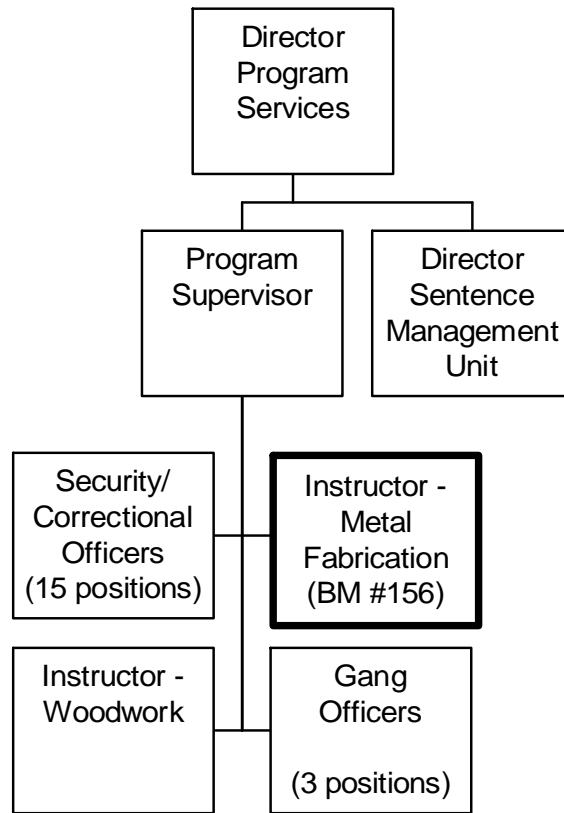 Director
Program
Services
Program
Supervisor
Director
Sentence
Management
Unit
Security/
Correctional
Officers
(15 positions)
Instructor -
Metal
Fabrication
(BM #156)
Instructor -
Woodwork
Gang
Officers
(3 positions)